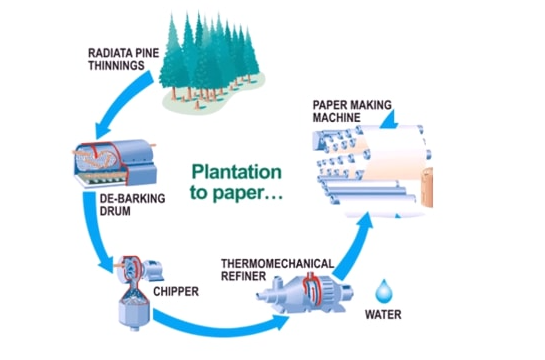 RADIATA PINE
THINNINGS
PAPER MAKING
MACHINE
Plantation
to paper...
DE-BARKING
DRUM
THERMOMECHANICAL
REFINER
CHIPPER
WATER